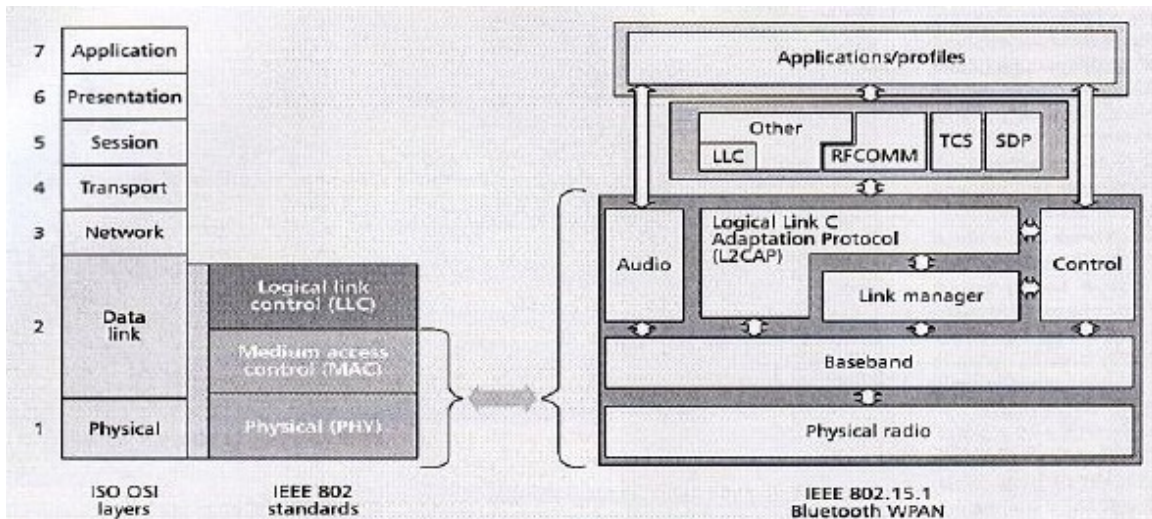 7 Application
6 Presentation
5 Session
4 Transport
3 Network
2 Data
link
1 Physical
ISO OSI
layers
Logical link
control (LLC)
Medium access
control (MAC)
Physical (PHY)
IEEE 802
standards
Applications/profiles
Other
LLC
RFCOMM
TCS
SDP
Audio
Logical Link C
Adaptation Protocol
(L2CAP)
Link manager
Control
Baseband
Physical radio
IEEE 802.15.1
Bluetooth WPAN